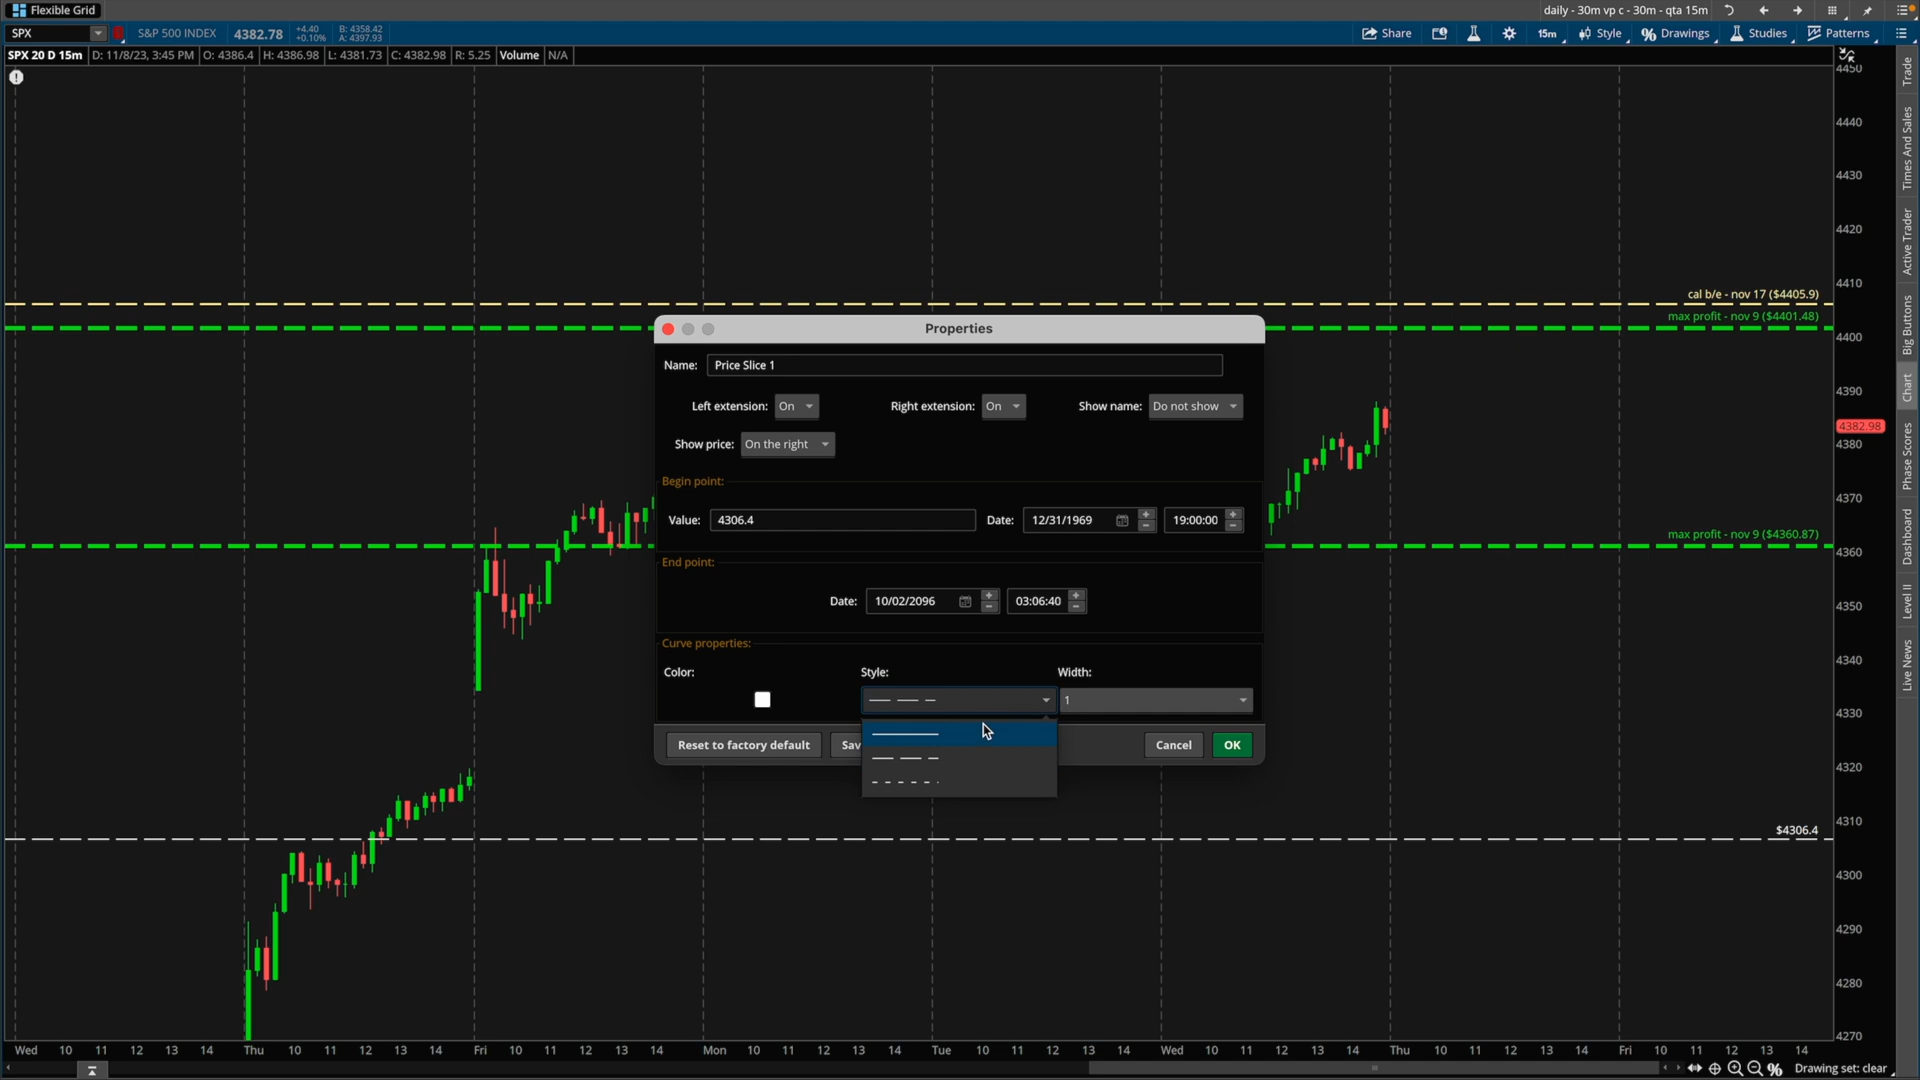 Flexible Grid
daily - 30m vp c - 30m - qta 15m
SPX
S&P 500 INDEX
4382.78
+4.40
+0.10%
B: 4358.42
A: 4397.93
Share
15m
Style
Drawings
Studies
Patterns
SPX 20 D 15m
D: 11/8/23, 3:45 PM
O: 4386.4
H: 4386.98
L: 4381.73
C: 4382.98
R: 5.25
Volume
N/A
4450
4440
4430
4420
4410
4400
4390
4382.98
4380
4370
4360
4350
4340
4330
4320
4310
4300
4290
4280
4270
cal b/e - nov 17 ($4405.9)
max profit - nov 9 ($4401.48)
max profit - nov 9 ($4360.87)
$4306.4
Properties
Name:
Price Slice 1
Left extension:
On
Right extension:
On
Show name:
Do not show
Show price:
On the right
Begin point:
Value:
4306.4
Date:
12/31/1969
19:00:00
End point:
Date:
10/02/2096
03:06:40
Curve properties:
Color:
Style:
Width:
1
Reset to factory default
Sav
Cancel
OK
Trade
Times And Sales
Active Trader
Big Buttons
Chart
Phase Scores
Dashboard
Level II
Live News
Wed 10 11 12 13 14 Thu 10 11 12 13 14 Fri 10 11 12 13 14 Mon 10 11 12 13 14 Tue 10 11 12 13 14 Wed 10 11 12 13 14 Thu 10 11 12 13 14 Fri 10 11 12 13 14
Drawing set: clear